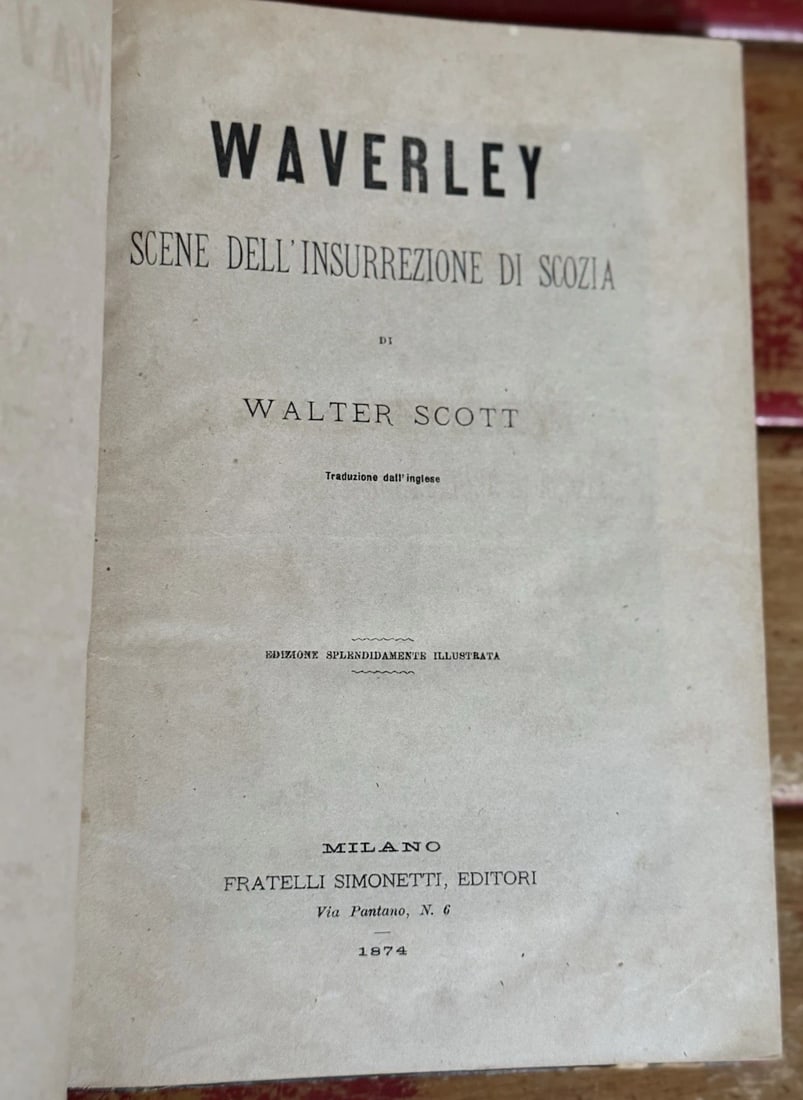 WAVERLEY
SCENE DELL'INSURREZIONE DI SCOZIA
DI
WALTER SCOTT
Traduzione dall'inglese
EDIZIONE SPLENDIDAMENTE ILLUSTRATA
MILANO
FRATELLI SIMONETTI, EDITORI
Via Pantano, N. 6
1874